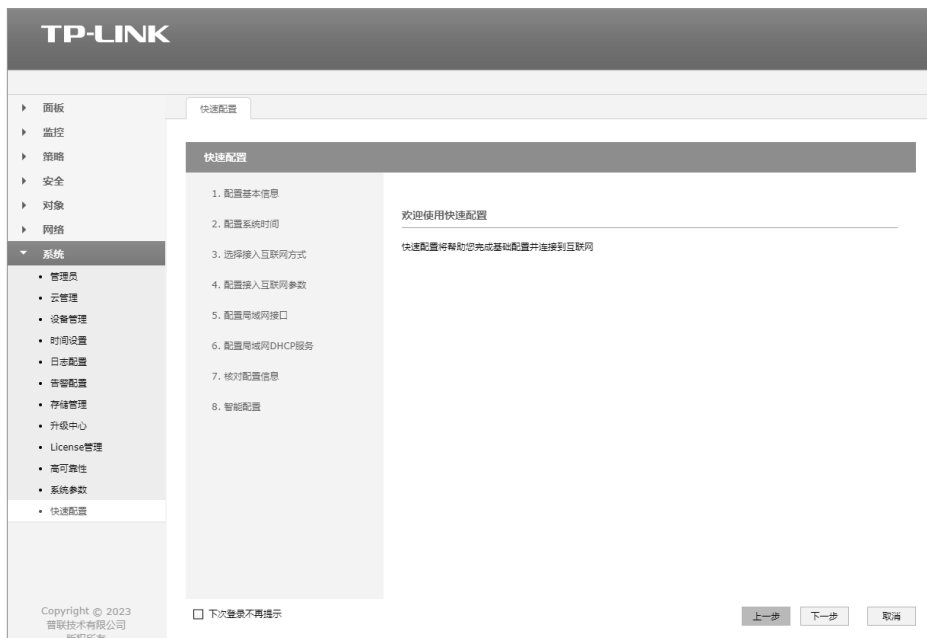 TP-LINK
面板
监控
策略
安全
对象
网络
系统
管理员
云管理
设备管理
时间设置
日志配置
告警配置
存储管理
升级中心
License管理
高可靠性
系统参数
快速配置
Copyright © 2023
普联技术有限公司
版权所有
快速配置
快速配置
1. 配置基本信息
2. 配置系统时间
3. 选择接入互联网方式
4. 配置接入互联网参数
5. 配置局域网接口
6. 配置局域网DHCP服务
7. 核对配置信息
8. 智能配置
欢迎使用快速配置
快速配置将帮助您完成基础配置并连接到互联网
下次登录不再提示
上一步 下一步 取消